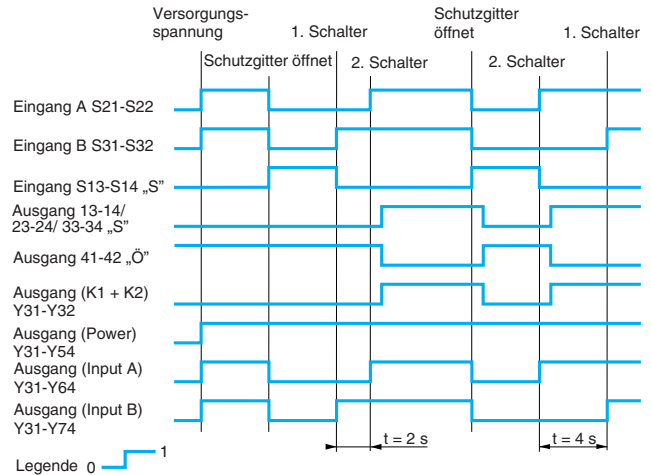 Versorgungs-
spannung
1. Schalter
Schutzgitter
öffnet
1. Schalter
Schutzgitter öffnet
2. Schalter
2. Schalter
Eingang A S21-S22
Eingang B S31-S32
Eingang S13-S14 „S”
Ausgang 13-14/
23-24/ 33-34 „S”
Ausgang 41-42 „Ö”
Ausgang (K1 + K2)
Y31-Y32
Ausgang (Power)
Y31-Y54
Ausgang (Input A)
Y31-Y64
Ausgang (Input B)
Y31-Y74
t = 2 s
t = 4 s
Legende 0 1